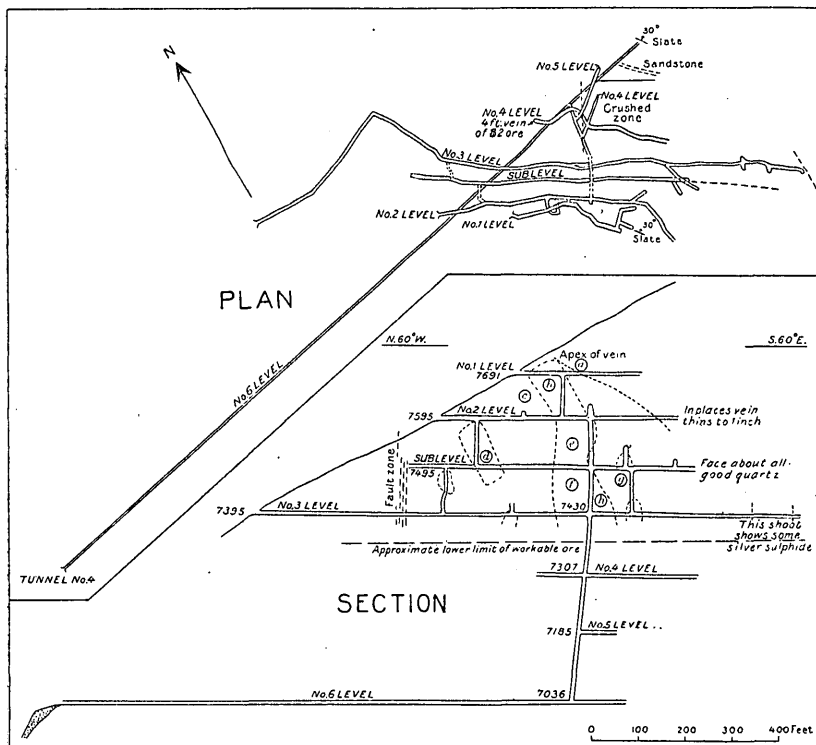 N
30°
Slate
Sandstone
No.5 LEVEL
No.4 LEVEL
Crushed
zone
No.4 LEVEL
4 ft. vein
of B2 ore
No.3 LEVEL
SUBLEVEL
No.2 LEVEL
No.1 LEVEL
30°
Slate
PLAN
No.6 LEVEL
TUNNEL No.4
N.60°W.
S.60°E.
No.1 LEVEL
7691
Apex of vein
a
b
c
7595
No.2 LEVEL
In places vein
thins to 1 inch
e
d
SUBLEVEL
7495
Face about all
good quartz
f
g
h
Fault zone
7395
No.3 LEVEL
7430
This shoot
shows some
silver sulphide
Approximate lower limit of workable ore
7307
No.4 LEVEL
SECTION
7185
No.5 LEVEL
No.6 LEVEL
7036
0 100 200 300 400 Feet